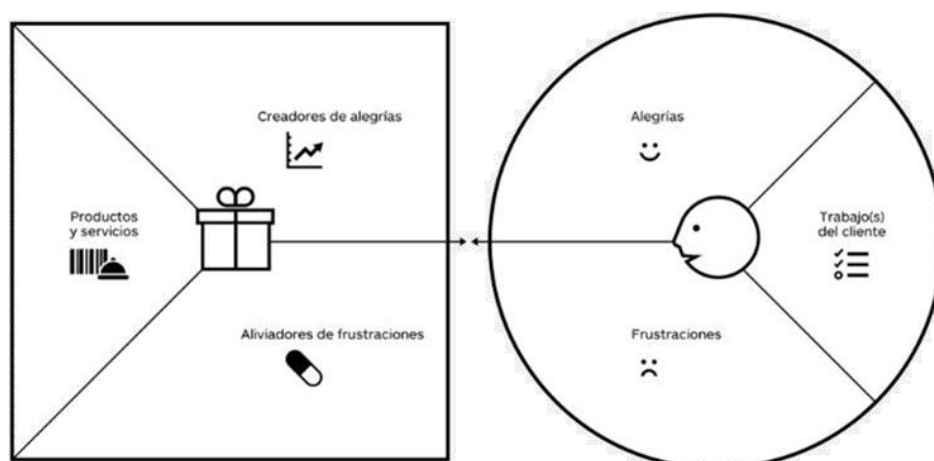 Creadores de alegrías
Productos
y servicios
Aliviadores de frustraciones
Alegrías
Trabajo(s)
del cliente
Frustraciones